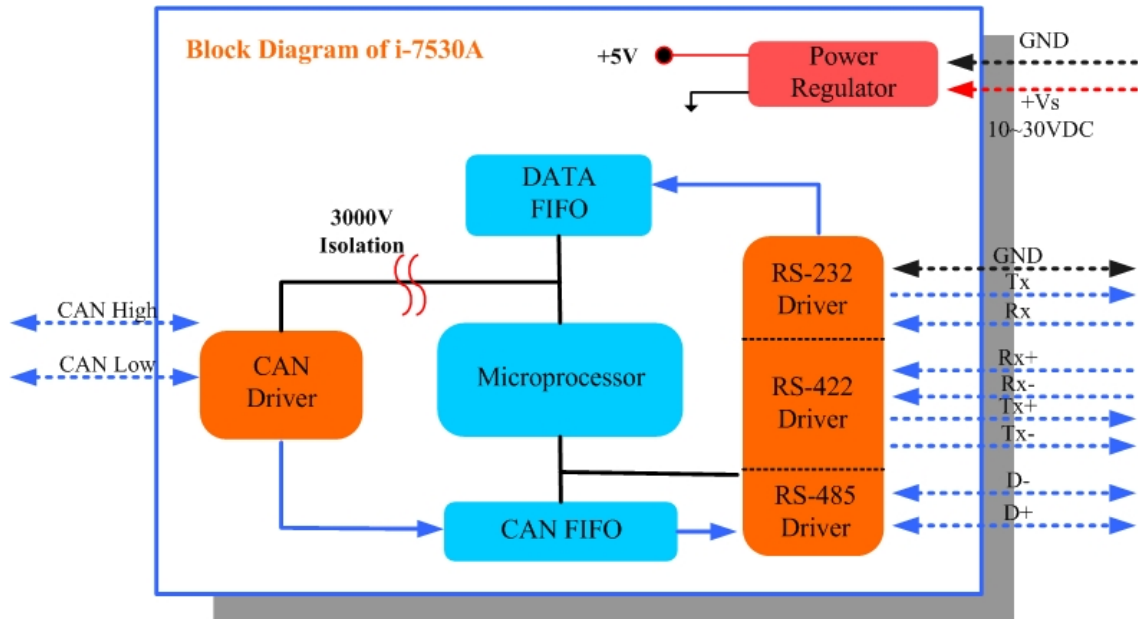 Block Diagram of i-7530A
+5V
Power
Regulator
GND
+Vs
10~30VDC
DATA
FIFO
3000V
Isolation
CAN High
CAN Low
CAN
Driver
Microprocessor
CAN FIFO
RS-232
Driver
RS-422
Driver
RS-485
Driver
GND
Tx
Rx
Rx+
Rx-
Tx+
Tx-
D-
D+